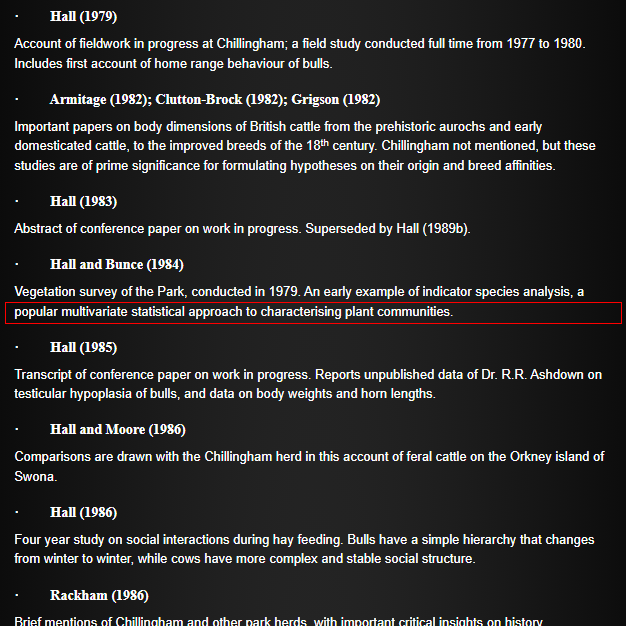 · Hall (1979)
Account of fieldwork in progress at Chillingham; a field study conducted full time from 1977 to 1980.
Includes first account of home range behaviour of bulls.
· Armitage (1982); Clutton-Brock (1982); Grigson (1982)
Important papers on body dimensions of British cattle from the prehistoric aurochs and early
domesticated cattle, to the improved breeds of the 18th century. Chillingham not mentioned, but these
studies are of prime significance for formulating hypotheses on their origin and breed affinities.
· Hall (1983)
Abstract of conference paper on work in progress. Superseded by Hall (1989b).
· Hall and Bunce (1984)
Vegetation survey of the Park, conducted in 1979. An early example of indicator species analysis, a
popular multivariate statistical approach to characterising plant communities.
· Hall (1985)
Transcript of conference paper on work in progress. Reports unpublished data of Dr. R.R. Ashdown on
testicular hypoplasia of bulls, and data on body weights and horn lengths.
· Hall and Moore (1986)
Comparisons are drawn with the Chillingham herd in this account of feral cattle on the Orkney island of
Swona.
· Hall (1986)
Four year study on social interactions during hay feeding. Bulls have a simple hierarchy that changes
from winter to winter, while cows have more complex and stable social structure.
· Rackham (1986)
Brief mentions of Chillingham and other park herds, with important critical insights on history